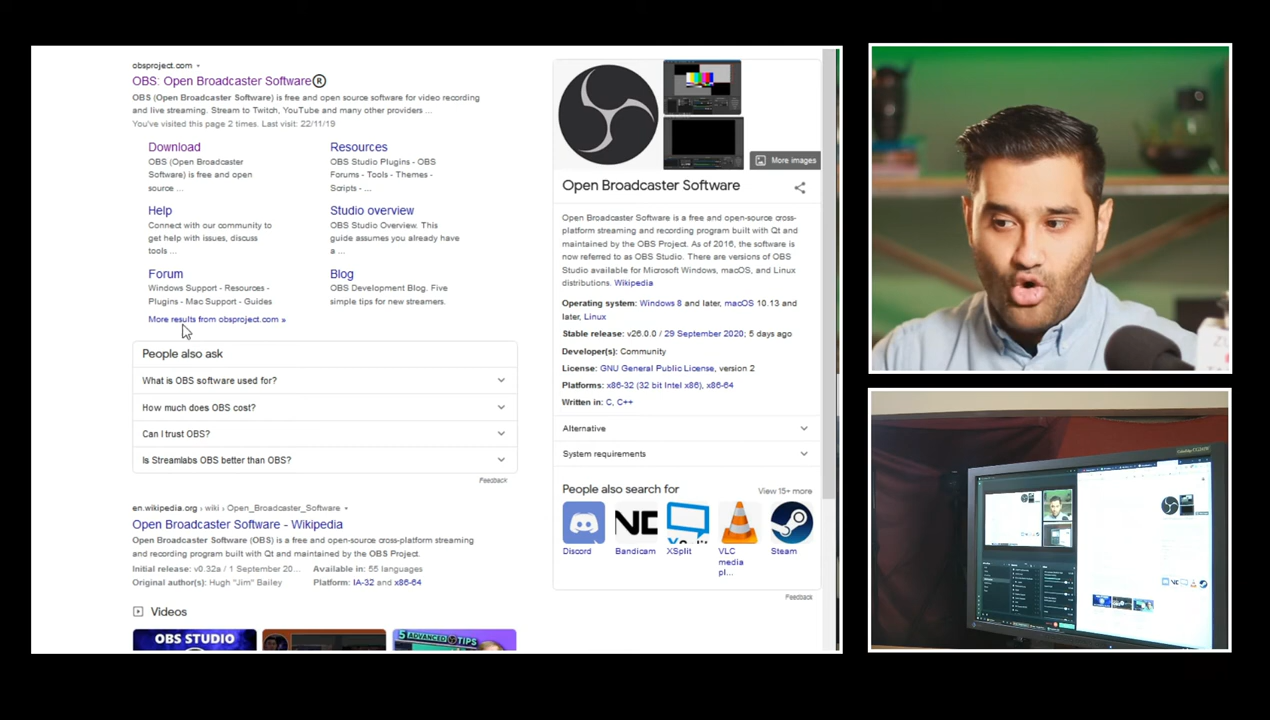 obsproject.com
OBS: Open Broadcaster Software®
OBS (Open Broadcaster Software) is free and open source software for video recording
and live streaming. Stream to Twitch, YouTube and many other providers ...
You've visited this page 2 times. Last visit: 22/11/19
Download
OBS (Open Broadcaster
Software) is free and open
source ...
Resources
OBS Studio Plugins - OBS
Forums - Tools - Themes -
Scripts - ...
Help
Connect with our community to
get help with issues, discuss
tools ...
Studio overview
OBS Studio Overview. This
guide assumes you already have
a ...
Forum
Windows Support - Resources -
Plugins - Mac Support - Guides
Blog
OBS Development Blog. Five
simple tips for new streamers.
More results from obsproject.com »
People also ask
What is OBS software used for?
How much does OBS cost?
Can I trust OBS?
Is Streamlabs OBS better than OBS?
Feedback
en.wikipedia.org › wiki › Open_Broadcaster_Software
Open Broadcaster Software - Wikipedia
Open Broadcaster Software (OBS) is a free and open-source cross-platform streaming
and recording program built with Qt and maintained by the OBS Project.
Initial release: v0.32a / 1 September 20... Available in: 55 languages
Original author(s): Hugh "Jim" Bailey Platform: IA-32 and x86-64
Videos
OBS STUDIO
5 ADVANCED TIPS
More images
Open Broadcaster Software
Open Broadcaster Software is a free and open-source cross-
platform streaming and recording program built with Qt and
maintained by the OBS Project. As of 2016, the software is
now referred to as OBS Studio. There are versions of OBS
Studio available for Microsoft Windows, macOS, and Linux
distributions. Wikipedia
Operating system: Windows 8 and later, macOS 10.13 and
later, Linux
Stable release: v26.0.0 / 29 September 2020; 5 days ago
Developer(s): Community
License: GNU General Public License, version 2
Platforms: x86-32 (32 bit Intel x86), x86-64
Written in: C, C++
Alternative
System requirements
People also search for
View 15+ more
Discord
Bandicam
XSplit
VLC
media
pl...
Steam
Feedback